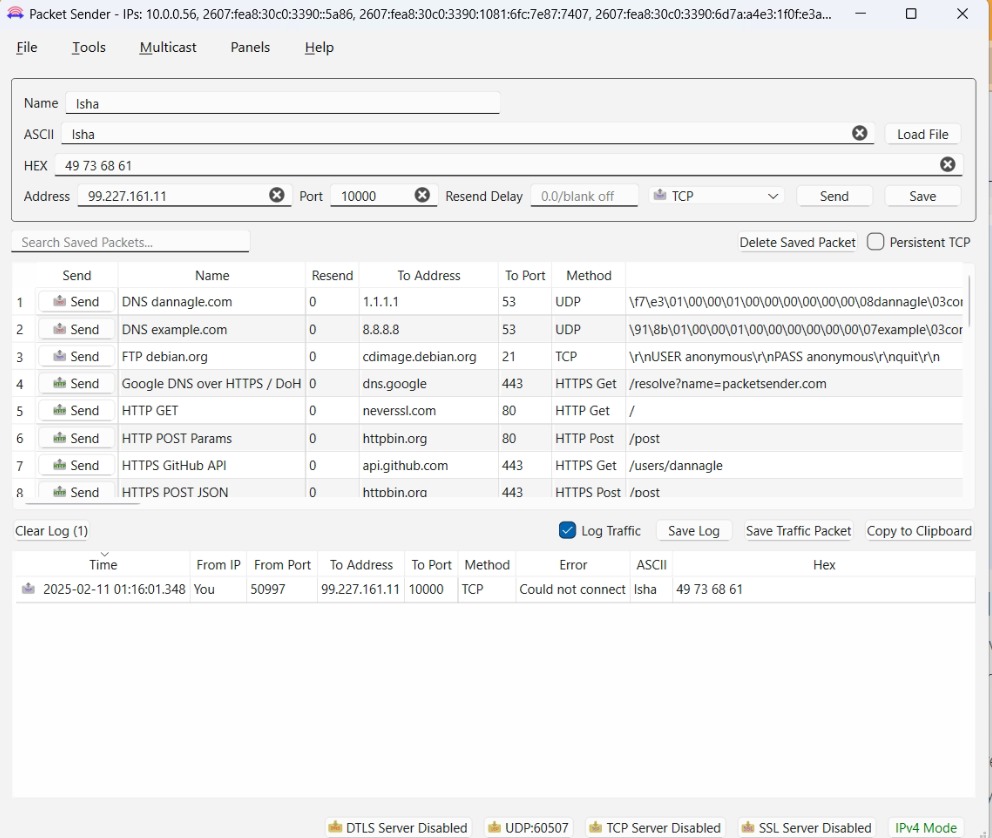 Packet Sender - IPs: 10.0.0.56, 2607:fea8:30c0:3390::5a86, 2607:fea8:30c0:3390:1081:6fc:7e87:7407, 2607:fea8:30c0:3390:6d7a:a4e3:1f0f:e3a...
File Tools Multicast Panels Help
Name Isha
ASCII Isha Load File
HEX 49 73 68 61
Address 99.227.161.11 Port 10000 Resend Delay 0.0/blank off TCP Send Save
Search Saved Packets... Delete Saved Packet Persistent TCP
Send Name Resend To Address To Port Method
1 Send DNS dannagle.com 0 1.1.1.1 53 UDP \f7\e3\01\00\00\01\00\00\00\00\00\00\08dannagle\03cor
2 Send DNS example.com 0 8.8.8.8 53 UDP \91\8b\01\00\00\01\00\00\00\00\00\00\07example\03cor
3 Send FTP debian.org 0 cdimage.debian.org 21 TCP \r\nUSER anonymous\r\nPASS anonymous\r\nquit\r\n
4 Send Google DNS over HTTPS / DoH 0 dns.google 443 HTTPS Get /resolve?name=packetsender.com
5 Send HTTP GET 0 neverssl.com 80 HTTP Get /
6 Send HTTP POST Params 0 httpbin.org 80 HTTP Post /post
7 Send HTTPS GitHub API 0 api.github.com 443 HTTPS Get /users/dannagle
8 Send HTTPS POST JSON 0 httpbin.org 443 HTTPS Post /post
Clear Log (1) Log Traffic Save Log Save Traffic Packet Copy to Clipboard
Time From IP From Port To Address To Port Method Error ASCII Hex
2025-02-11 01:16:01.348 You 50997 99.227.161.11 10000 TCP Could not connect Isha 49 73 68 61
DTLS Server Disabled UDP:60507 TCP Server Disabled SSL Server Disabled IPv4 Mode